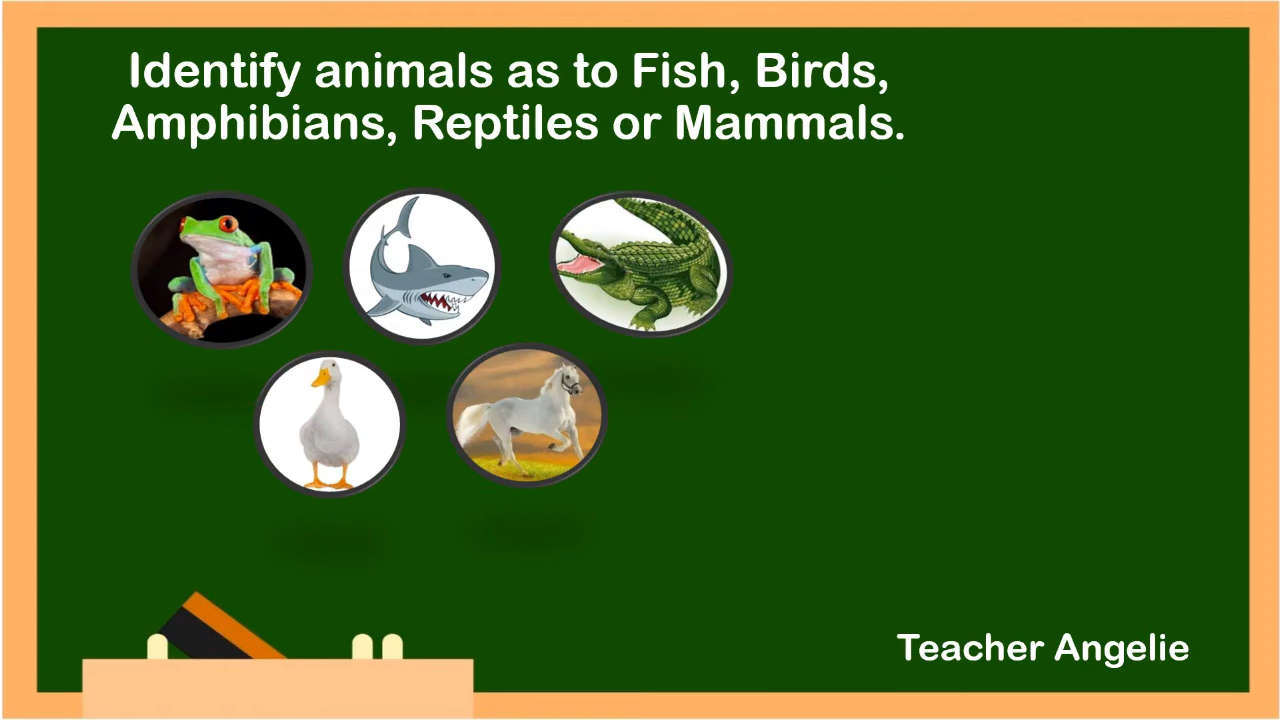 Identify animals as to Fish, Birds,
Amphibians, Reptiles or Mammals.
Teacher Angelie